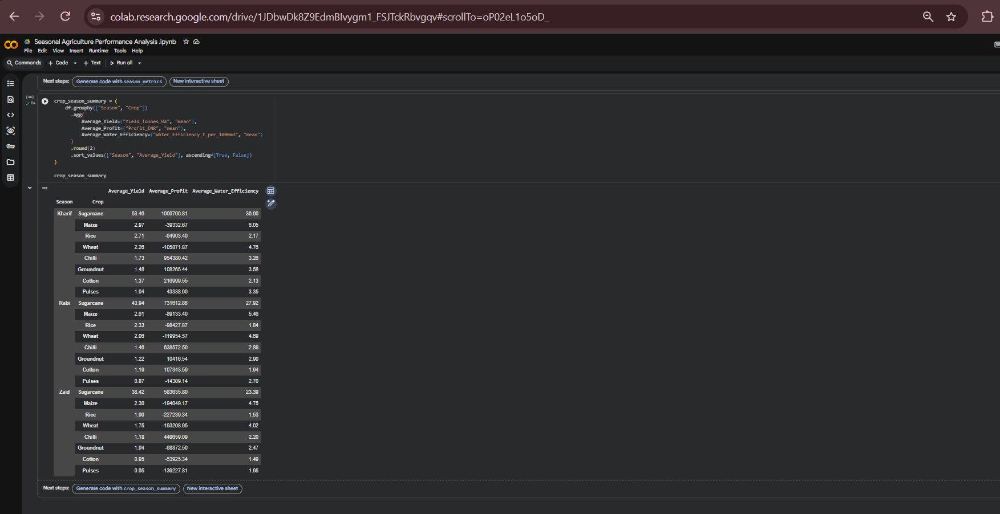 colab.research.google.com/drive/1JDbwDk8Z9EdmBIvygm1_FSJTckRbvgqv#scrollTo=oP02eL1o5oD_
Seasonal Agriculture Performance Analysis .ipynb
File Edit View Insert Runtime Tools Help
Commands + Code + Text Run all
Next steps: Generate code with season_metrics New interactive sheet
[38]
0s
crop_season_summary = (
df.groupby(["Season", "Crop"])
.agg(
Average_Yield=("Yield_Tonnes_Ha", "mean"),
Average_Profit=("Profit_INR", "mean"),
Average_Water_Efficiency=("Water_Efficiency_t_per_1000m3", "mean")
)
.round(2)
.sort_values(["Season", "Average_Yield"], ascending=[True, False])
)
crop_season_summary
Average_Yield Average_Profit Average_Water_Efficiency
Season Crop
Kharif Sugarcane 53.46 1000790.81 36.00
Maize 2.97 -39332.67 6.05
Rice 2.71 -64903.40 2.17
Wheat 2.26 -105871.87 4.76
Chilli 1.73 954380.42 3.26
Groundnut 1.48 108265.44 3.58
Cotton 1.37 216999.55 2.13
Pulses 1.04 43338.90 3.35
Rabi Sugarcane 43.94 731612.86 27.92
Maize 2.61 -89133.40 5.46
Rice 2.33 -98427.87 1.84
Wheat 2.06 -119954.57 4.69
Chilli 1.46 638572.50 2.89
Groundnut 1.22 10416.54 2.90
Cotton 1.19 107343.59 1.94
Pulses 0.87 -14309.14 2.70
Zaid Sugarcane 38.42 583635.80 23.39
Maize 2.30 -194049.17 4.75
Rice 1.90 -227239.34 1.53
Wheat 1.75 -193208.95 4.02
Chilli 1.18 448659.09 2.20
Groundnut 1.04 -68872.50 2.47
Cotton 0.95 -53925.34 1.49
Pulses 0.65 -139227.81 1.95
Next steps: Generate code with crop_season_summary New interactive sheet